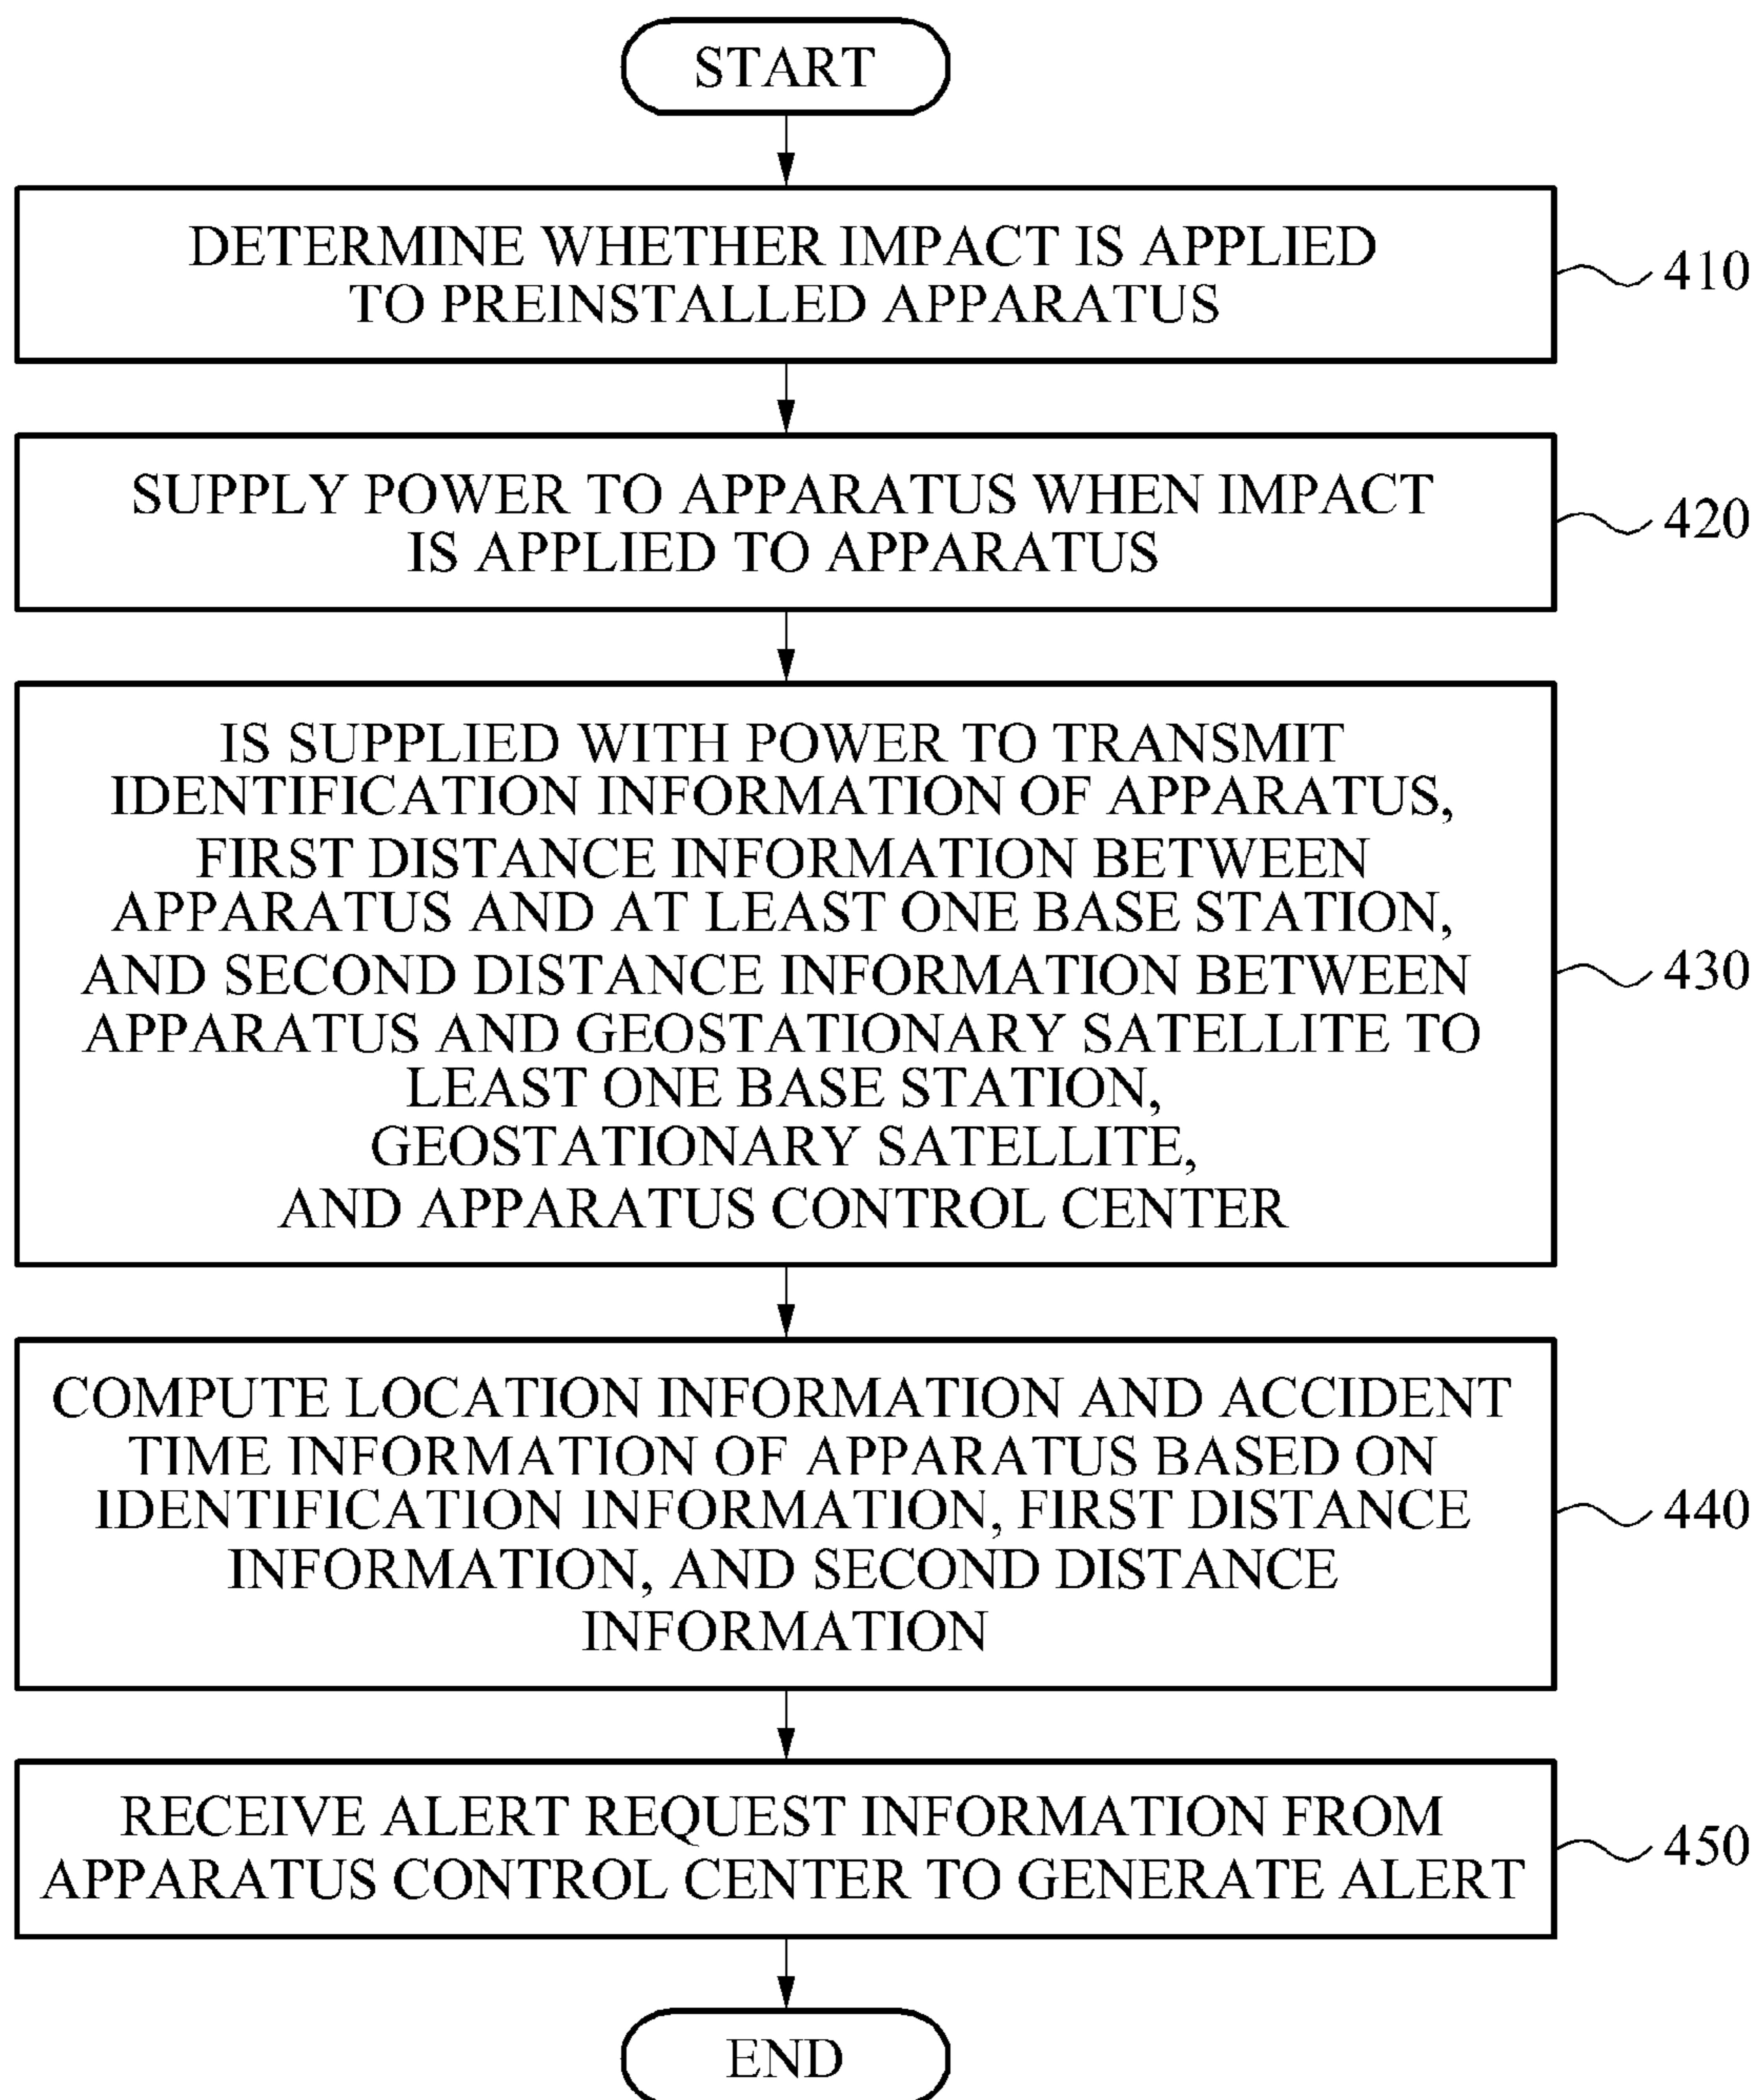 START
DETERMINE WHETHER IMPACT IS APPLIED
TO PREINSTALLED APPARATUS
410
SUPPLY POWER TO APPARATUS WHEN IMPACT
IS APPLIED TO APPARATUS
420
IS SUPPLIED WITH POWER TO TRANSMIT
IDENTIFICATION INFORMATION OF APPARATUS,
FIRST DISTANCE INFORMATION BETWEEN
APPARATUS AND AT LEAST ONE BASE STATION,
AND SECOND DISTANCE INFORMATION BETWEEN
APPARATUS AND GEOSTATIONARY SATELLITE TO
LEAST ONE BASE STATION,
GEOSTATIONARY SATELLITE,
AND APPARATUS CONTROL CENTER
430
COMPUTE LOCATION INFORMATION AND ACCIDENT
TIME INFORMATION OF APPARATUS BASED ON
IDENTIFICATION INFORMATION, FIRST DISTANCE
INFORMATION, AND SECOND DISTANCE
INFORMATION
440
RECEIVE ALERT REQUEST INFORMATION FROM
APPARATUS CONTROL CENTER TO GENERATE ALERT
450
END